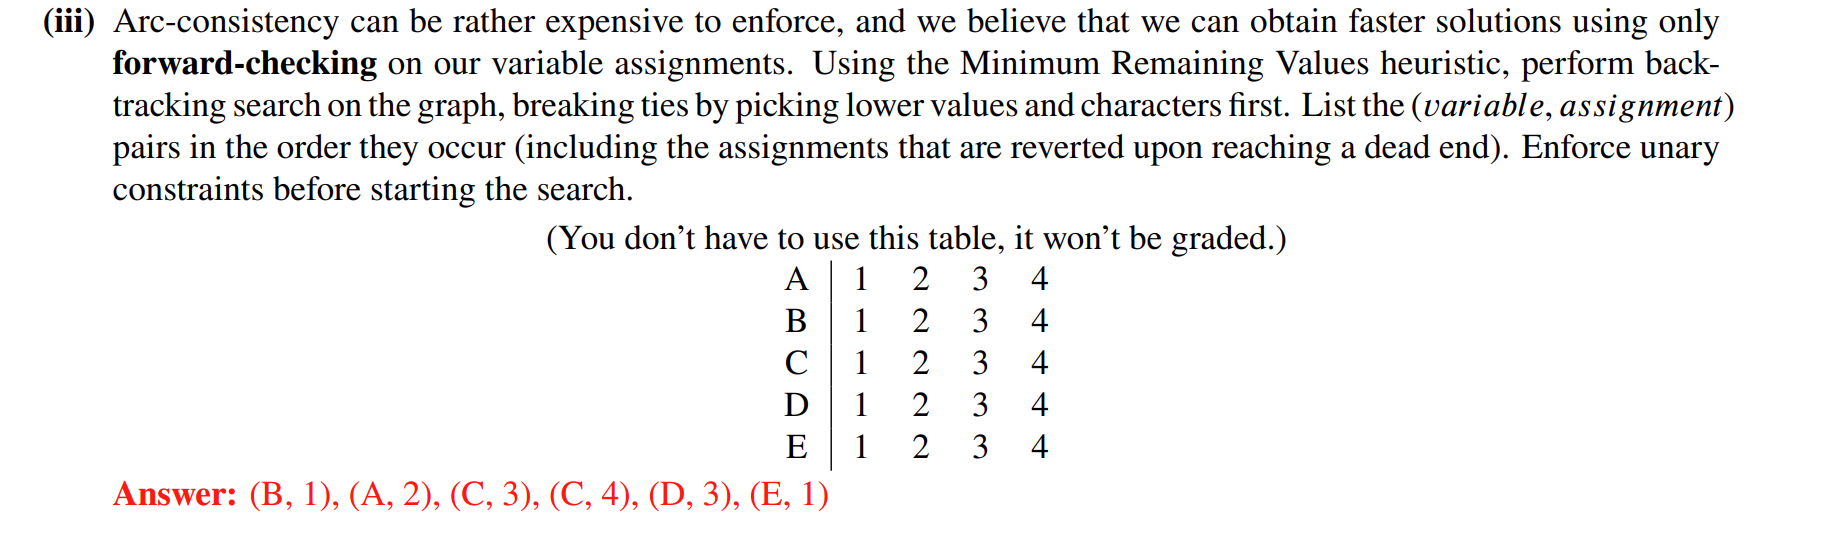 (iii) Arc-consistency can be rather expensive to enforce, and we believe that we can obtain faster solutions using only
forward-checking on our variable assignments. Using the Minimum Remaining Values heuristic, perform back-
tracking search on the graph, breaking ties by picking lower values and characters first. List the (variable, assignment)
pairs in the order they occur (including the assignments that are reverted upon reaching a dead end). Enforce unary
constraints before starting the search.
(You don't have to use this table, it won't be graded.)
A 1 2 3 4
B 1 2 3 4
C 1 2 3 4
D 1 2 3 4
E 1 2 3 4
Answer: (B, 1), (A, 2), (C, 3), (C, 4), (D, 3), (E, 1)